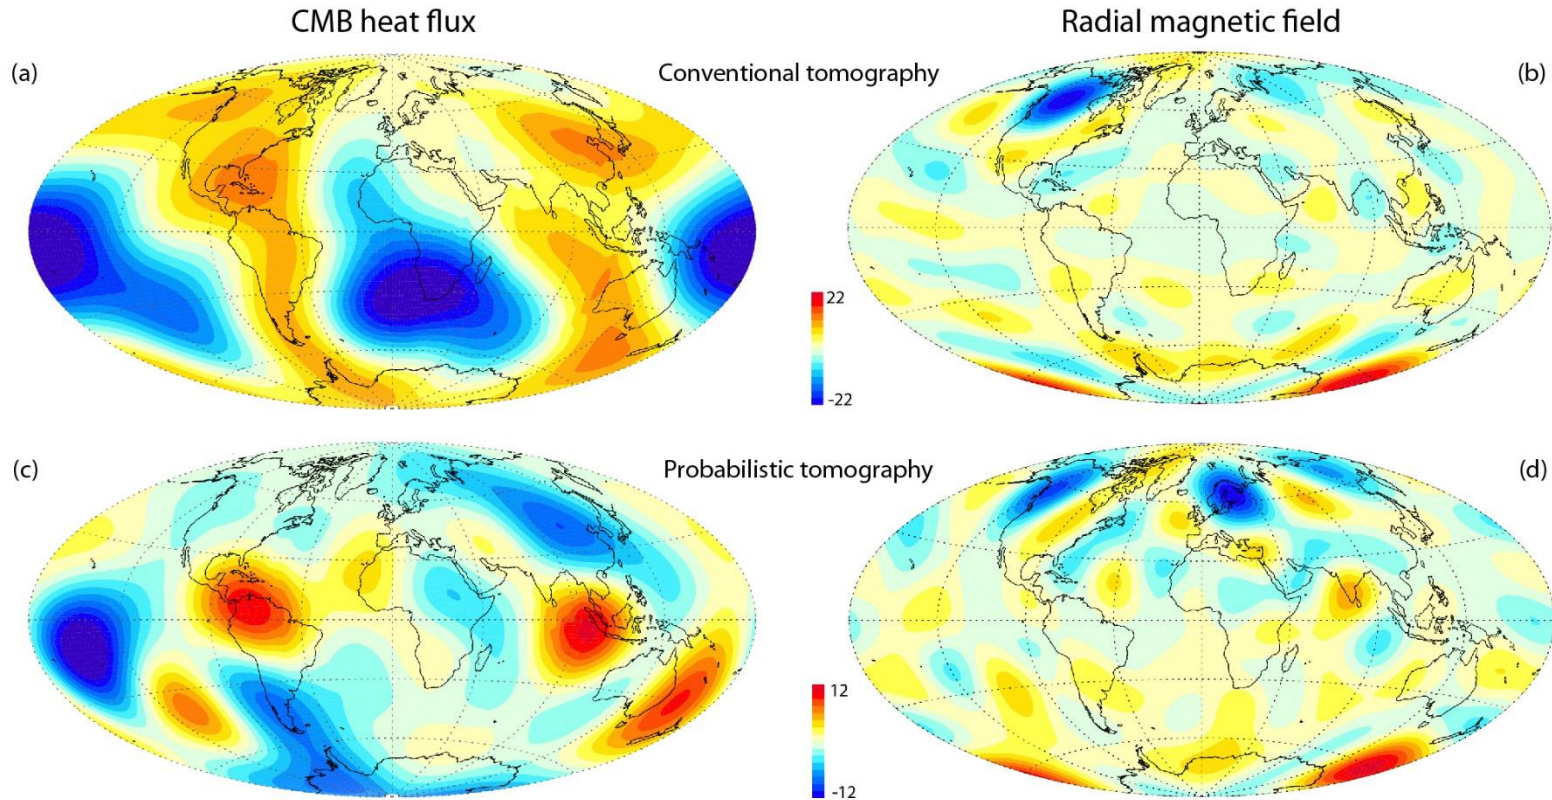 CMB heat flux
Radial magnetic field
(a)
Conventional tomography
(b)
22
-22
(c)
Probabilistic tomography
(d)
12
-12